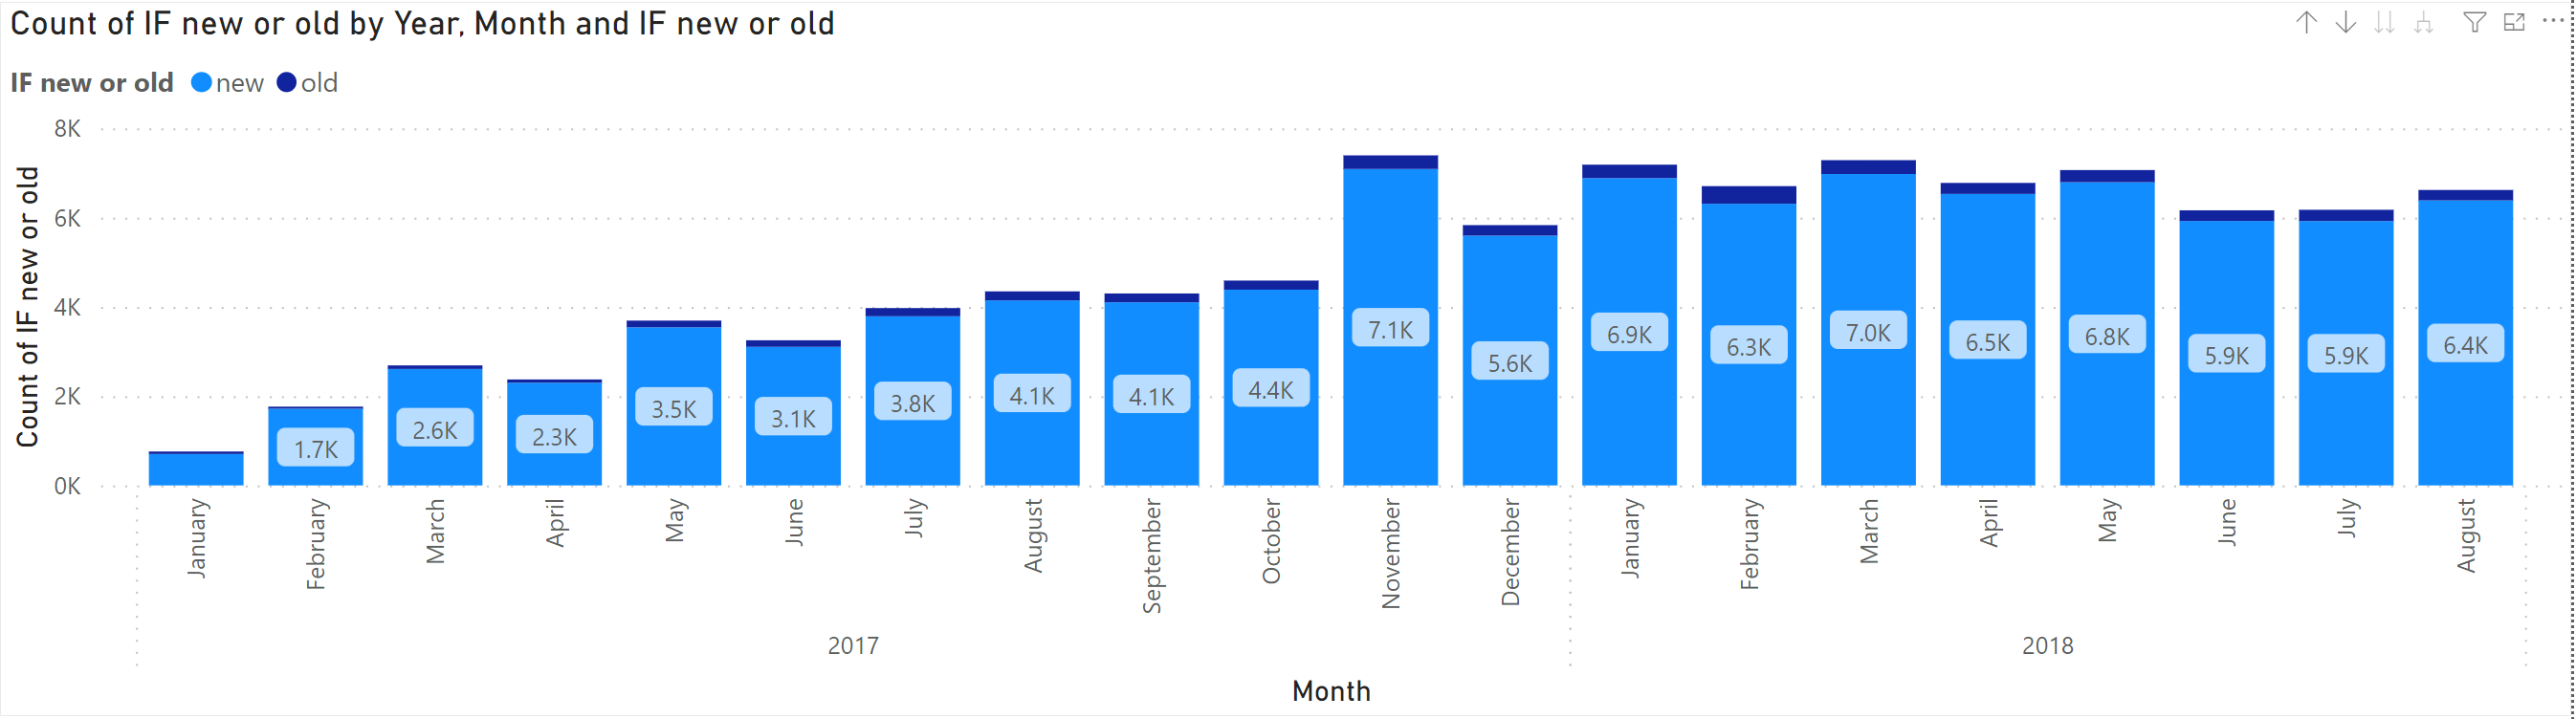 Count of IF new or old by Year, Month and IF new or old
IF new or old new old
8K
6K
4K
2K
0K
Count of IF new or old
1.7K
2.6K
2.3K
3.5K
3.1K
3.8K
4.1K
4.1K
4.4K
7.1K
5.6K
6.9K
6.3K
7.0K
6.5K
6.8K
5.9K
5.9K
6.4K
January
February
March
April
May
June
July
August
September
October
November
December
January
February
March
April
May
June
July
August
2017
2018
Month